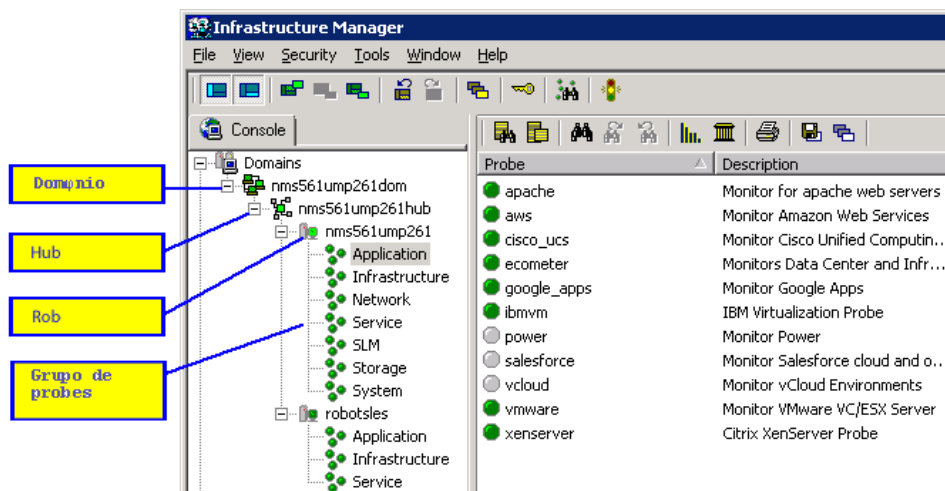 Infrastructure Manager
File View Security Tools Window Help
Console
Probe Description
Domains
nms561ump261dom
nms561ump261hub
nms561ump261
Application
Infrastructure
Network
Service
SLM
Storage
System
robotsles
Application
Infrastructure
Service
Domφnio
Hub
Rob
Grupo de
probes
apache Monitor for apache web servers
aws Monitor Amazon Web Services
cisco_ucs Monitor Cisco Unified Computin...
ecometer Monitors Data Center and Infr...
google_apps Monitor Google Apps
ibmvm IBM Virtualization Probe
power Monitor Power
salesforce Monitor Salesforce cloud and o...
vcloud Monitor vCloud Environments
vmware Monitor VMware VC/ESX Server
xenserver Citrix XenServer Probe